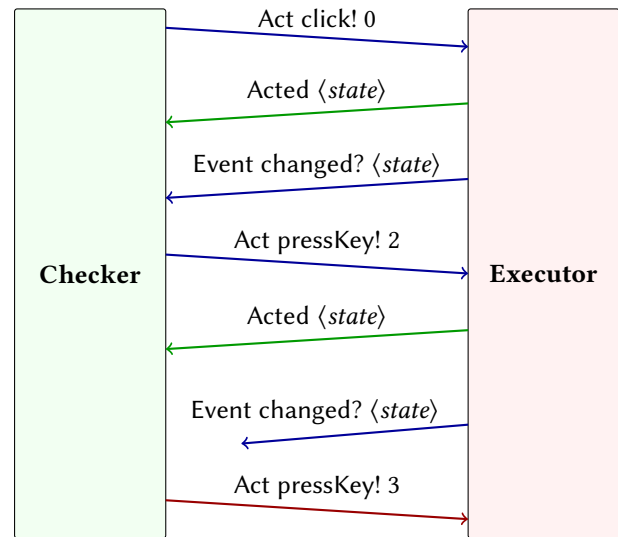 Act click! 0
Acted ⟨state⟩
Event changed? ⟨state⟩
Act pressKey! 2
Checker
Executor
Acted ⟨state⟩
Event changed? ⟨state⟩
Act pressKey! 3